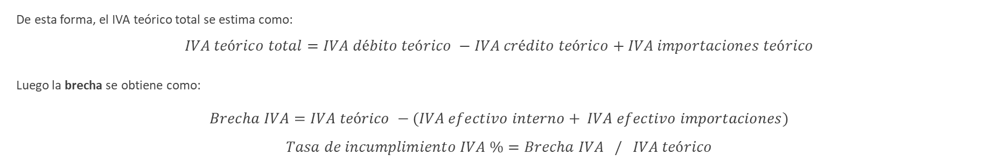 De esta forma, el IVA teórico total se estima como:
IVA teórico total = IVA débito teórico − IVA crédito teórico + IVA importaciones teórico
Luego la brecha se obtiene como:
Brecha IVA = IVA teórico − (IVA efectivo interno + IVA efectivo importaciones)
Tasa de incumplimiento IVA % = Brecha IVA / IVA teórico